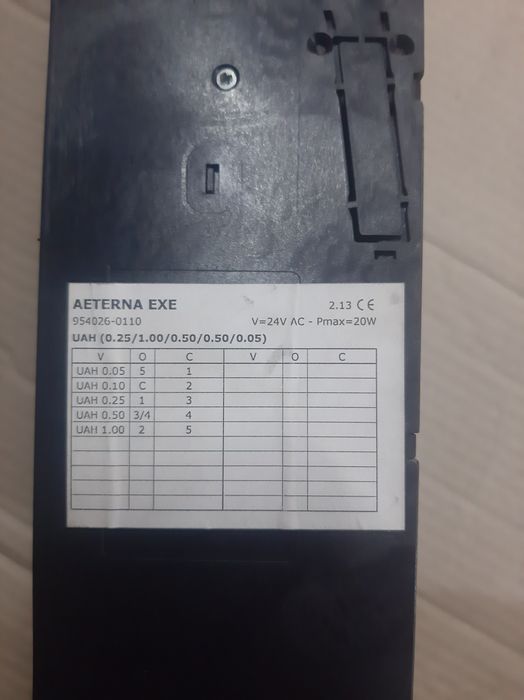 AETERNA EXE 2.13 CE
954026-0110 V=24V AC - Pmax=20W
UAH (0.25/1.00/0.50/0.50/0.05)
V O C V O C
UAH 0.05 5 1
UAH 0.10 C 2
UAH 0.25 1 3
UAH 0.50 3/4 4
UAH 1.00 2 5